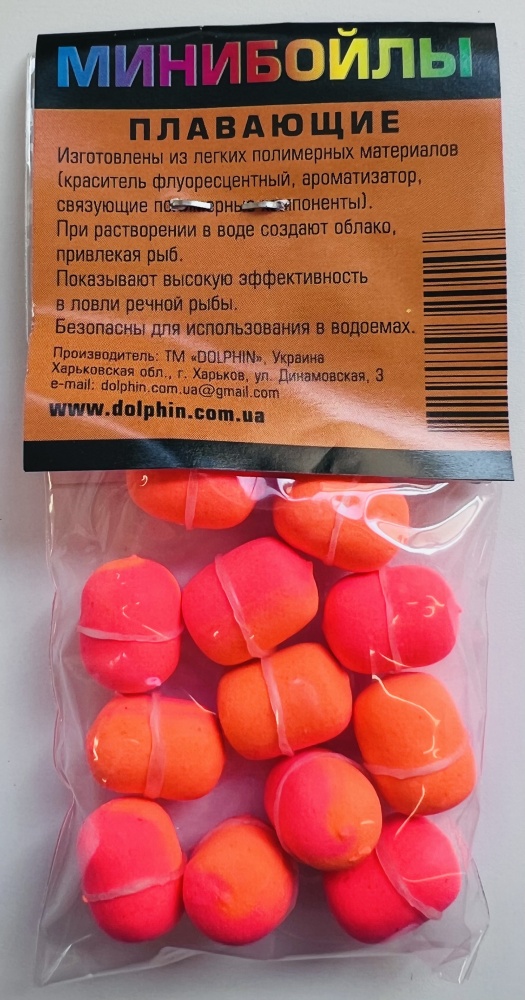 МИНИБОЙЛЫ
ПЛАВАЮЩИЕ
Изготовлены из легких полимерных материалов
(краситель флуоресцентный, ароматизатор,
связующие).
При растворении в воде создают облако,
привлекая рыб.
Показывают высокую эффективность
в ловли речной рыбы.
Безопасны для использования в водоемах.
Производитель: ТМ «DOLPHIN», Украина
Харьковская обл., г. Харьков, ул. Динамовская, 3
e-mail: dolphin.com.ua@gmail.com
www.dolphin.com.ua